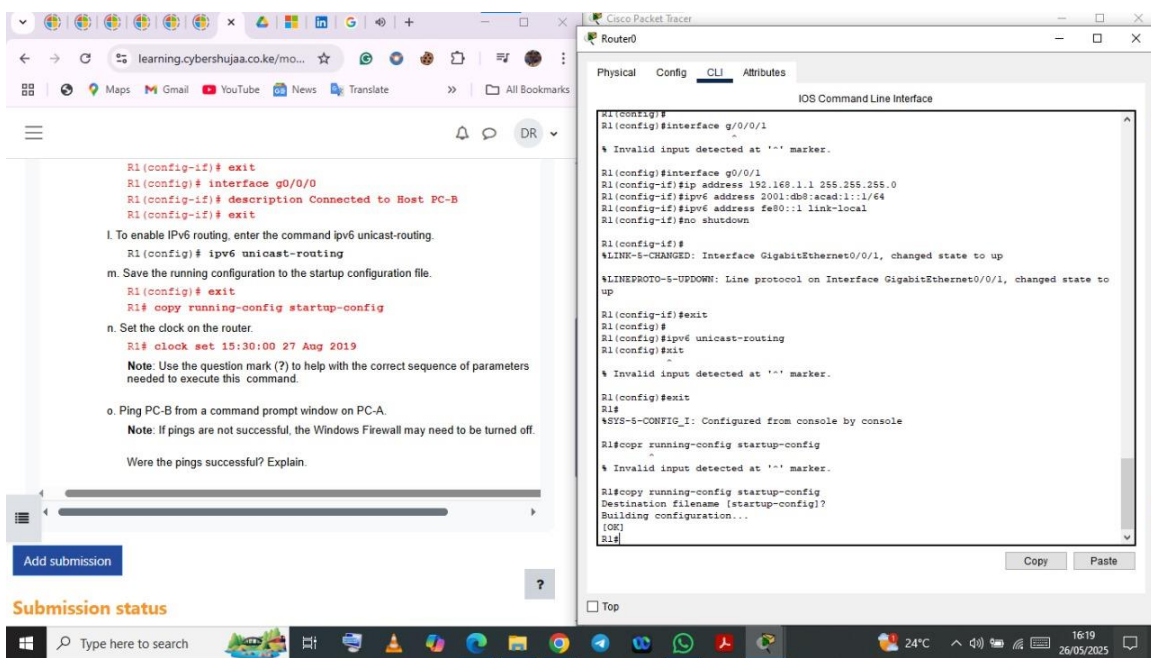 learning.cybershujaa.co.ke/mo...
Maps
Gmail
YouTube
News
Translate
»
All Bookmarks
DR
R1(config-if)# exit
R1(config)# interface g0/0/0
R1(config-if)# description Connected to Host PC-B
R1(config-if)# exit
l. To enable IPv6 routing, enter the command ipv6 unicast-routing.
R1(config)# ipv6 unicast-routing
m. Save the running configuration to the startup configuration file.
R1(config)# exit
R1# copy running-config startup-config
n. Set the clock on the router.
R1# clock set 15:30:00 27 Aug 2019
Note: Use the question mark (?) to help with the correct sequence of parameters
needed to execute this command.
o. Ping PC-B from a command prompt window on PC-A.
Note: If pings are not successful, the Windows Firewall may need to be turned off.
Were the pings successful? Explain.
Add submission
?
Submission status
Cisco Packet Tracer
Router0
Physical Config CLI Attributes
IOS Command Line Interface
R1(config)#
R1(config)#interface g/0/0/1
^
% Invalid input detected at '^' marker.
R1(config)#interface g0/0/1
R1(config-if)#ip address 192.168.1.1 255.255.255.0
R1(config-if)#ipv6 address 2001:db8:acad:1::1/64
R1(config-if)#ipv6 address fe80::1 link-local
R1(config-if)#no shutdown
R1(config-if)#
%LINK-5-CHANGED: Interface GigabitEthernet0/0/1, changed state to up
%LINEPROTO-5-UPDOWN: Line protocol on Interface GigabitEthernet0/0/1, changed state to
up
R1(config-if)#exit
R1(config)#
R1(config)#ipv6 unicast-routing
R1(config)#xit
^
% Invalid input detected at '^' marker.
R1(config)#exit
R1#
%SYS-5-CONFIG_I: Configured from console by console
R1#copr running-config startup-config
^
% Invalid input detected at '^' marker.
R1#copy running-config startup-config
Destination filename [startup-config]?
Building configuration...
[OK]
R1#
Copy
Paste
Top
Type here to search
24°C
16:19
26/05/2025